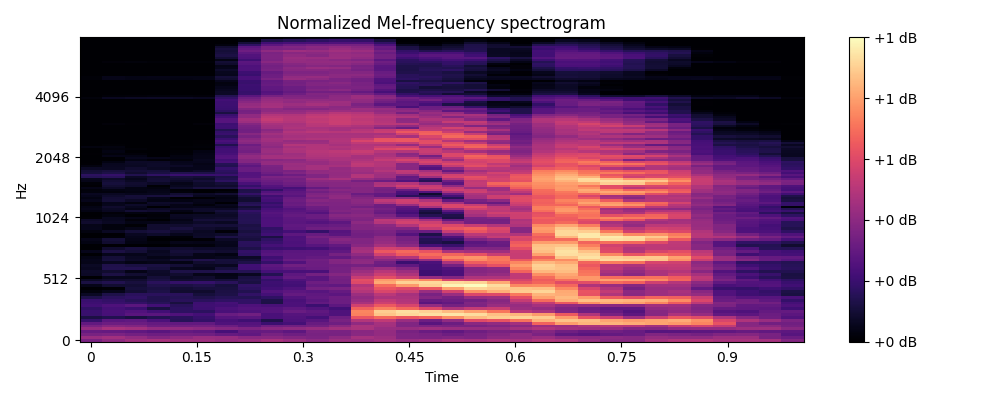 Normalized Mel-frequency spectrogram
Hz
4096
2048
1024
512
0
0 0.15 0.3 0.45 0.6 0.75 0.9
Time
+1 dB
+1 dB
+1 dB
+0 dB
+0 dB
+0 dB